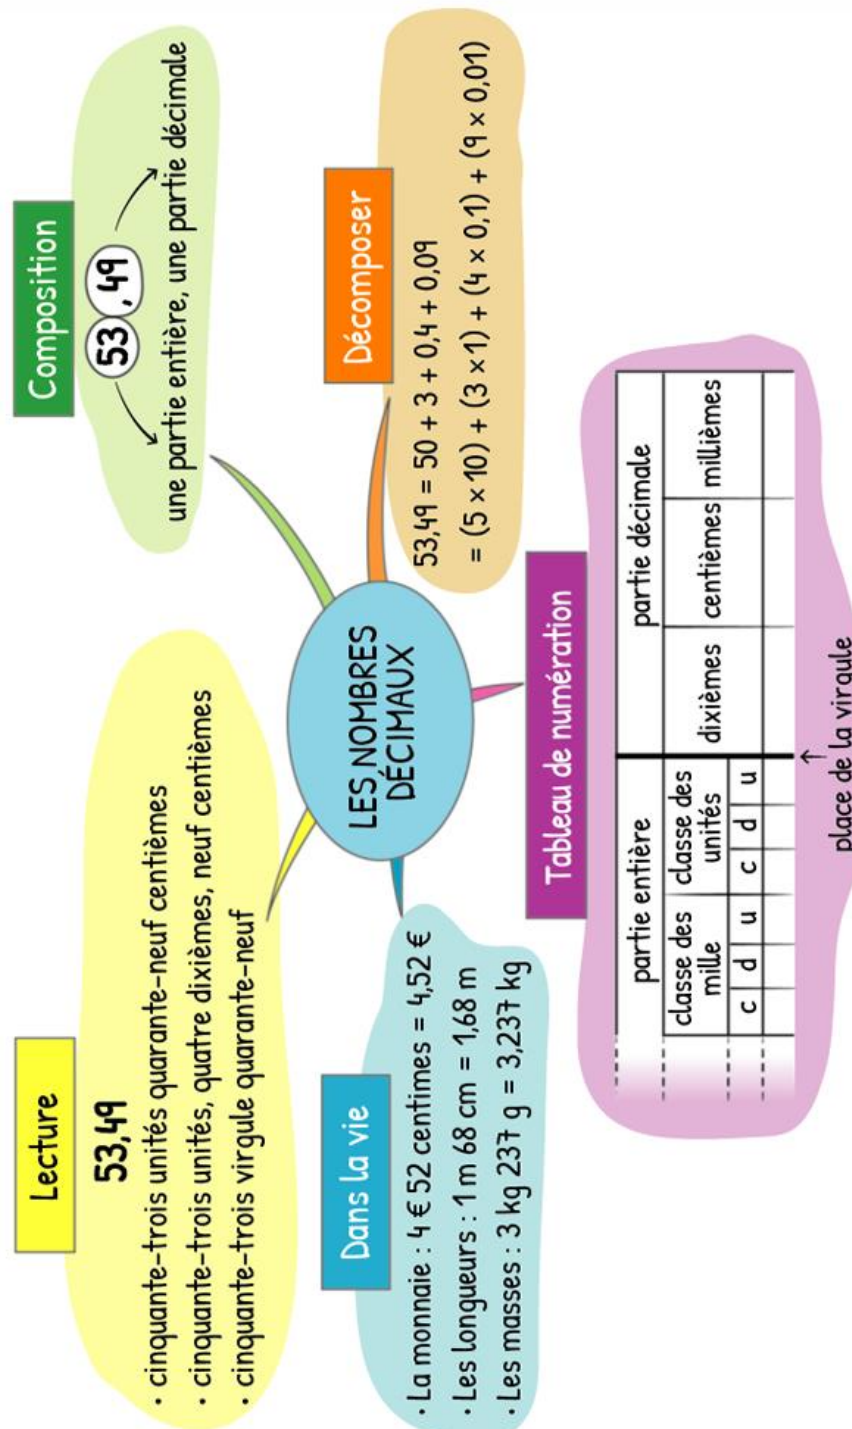 Lecture
53,49
· cinquante-trois unités quarante-neuf centièmes
· cinquante-trois unités, quatre dixièmes, neuf centièmes
· cinquante-trois virgule quarante-neuf
Composition
53 ,49
une partie entière, une partie décimale
LES NOMBRES
DÉCIMAUX
Dans la vie
· La monnaie : 4 € 52 centimes = 4,52 €
· Les longueurs : 1 m 68 cm = 1,68 m
· Les masses : 3 kg 237 g = 3,237 kg
Décomposer
53,49 = 50 + 3 + 0,4 + 0,09
= (5 × 10) + (3 × 1) + (4 × 0,1) + (9 × 0,01)
Tableau de numération
partie entière partie décimale
classe des mille classe des unités dixièmes centièmes millièmes
c d u c d u
place de la virgule